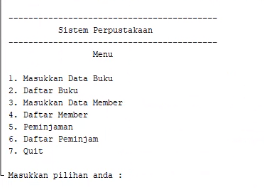 ------------------------------------------
Sistem Perpustakaan
------------------------------------------
Menu
1. Masukkan Data Buku
2. Daftar Buku
3. Masukkan Data Member
4. Daftar Member
5. Peminjaman
6. Daftar Peminjam
7. Quit
Masukkan pilihan anda :